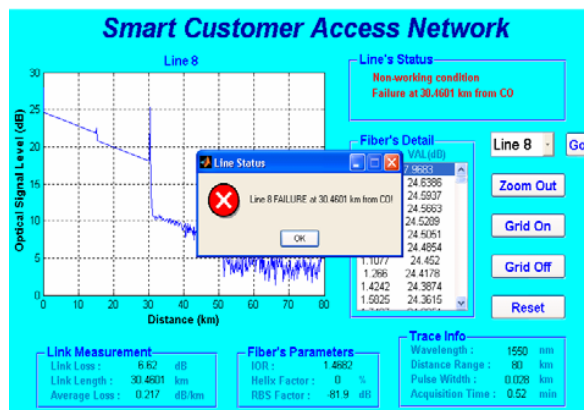 Smart Customer Access Network
Line 8
Optical Signal Level (dB)
30
25
20
15
10
5
0
0 10 20 30 40 50 60 70 80
Distance (km)
Line's Status
Non-working condition
Failure at 30.4601 km from CO
Line Status
Line 8 FAILURE at 30.4601 km from CO!
OK
Fiber's Detail
VAL(dB)
7.9683
24.6386
24.5937
24.5663
24.5289
24.5051
24.4854
1.1077 24.452
1.266 24.4178
1.4242 24.3874
1.5825 24.3615
Line 8
Go
Zoom Out
Grid On
Grid Off
Reset
Link Measurement
Link Loss : 6.62 dB
Link Length : 30.4601 km
Average Loss : 0.217 dB/km
Fiber's Parameters
IOR : 1.4682
Helix Factor : 0 %
RBS Factor : -81.9 dB
Trace Info
Wavelength : 1550 nm
Distance Range : 80 km
Pulse Witdth : 0.028 km
Acquisition Time : 0.52 min